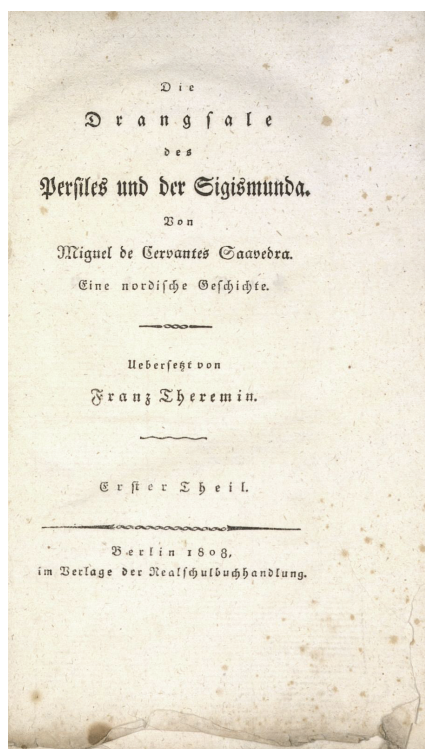 Die
Drangsale
des
Persiles und der Sigismunda.
Von
Miguel de Cervantes Saavedra.
Eine nordische Geschichte.
Uebersetzt von
Franz Theremin.
Erster Theil.
Berlin 1808,
im Verlage der Realschulbuchhandlung.